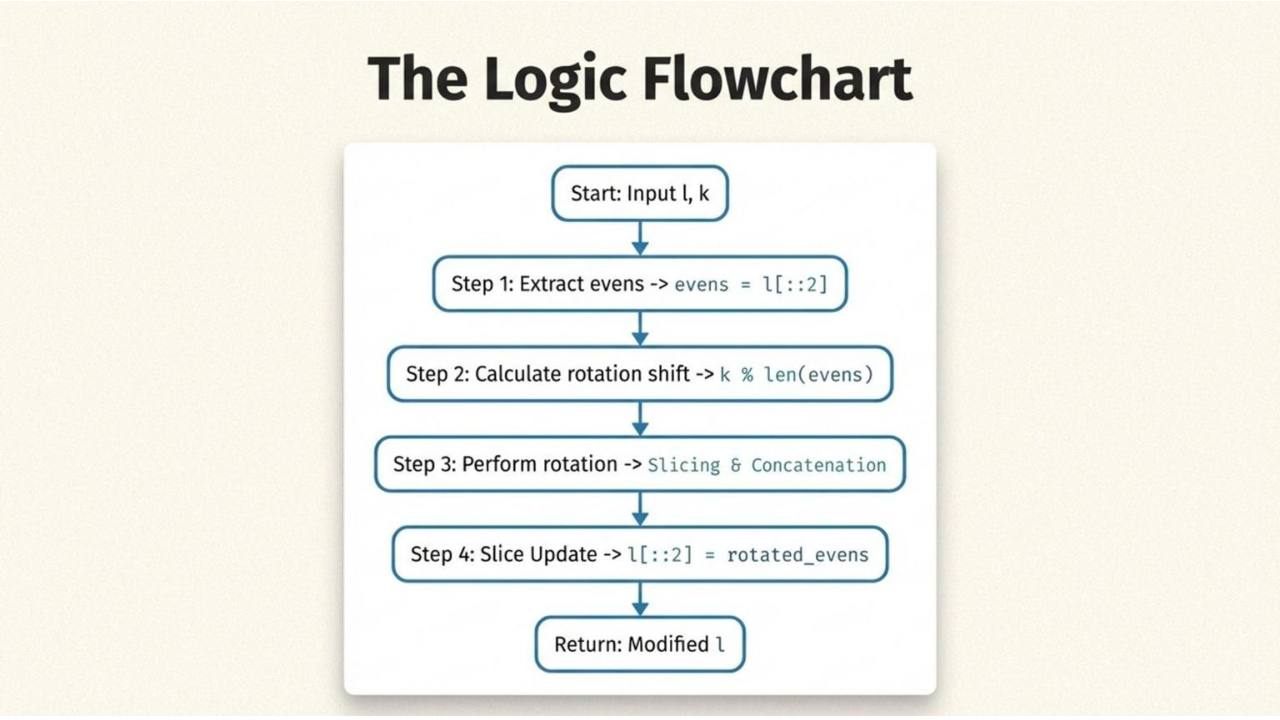 The Logic Flowchart
Start: Input l, k
Step 1: Extract evens -> evens = l[::2]
Step 2: Calculate rotation shift -> k % len(evens)
Step 3: Perform rotation -> Slicing & Concatenation
Step 4: Slice Update -> l[::2] = rotated_evens
Return: Modified l